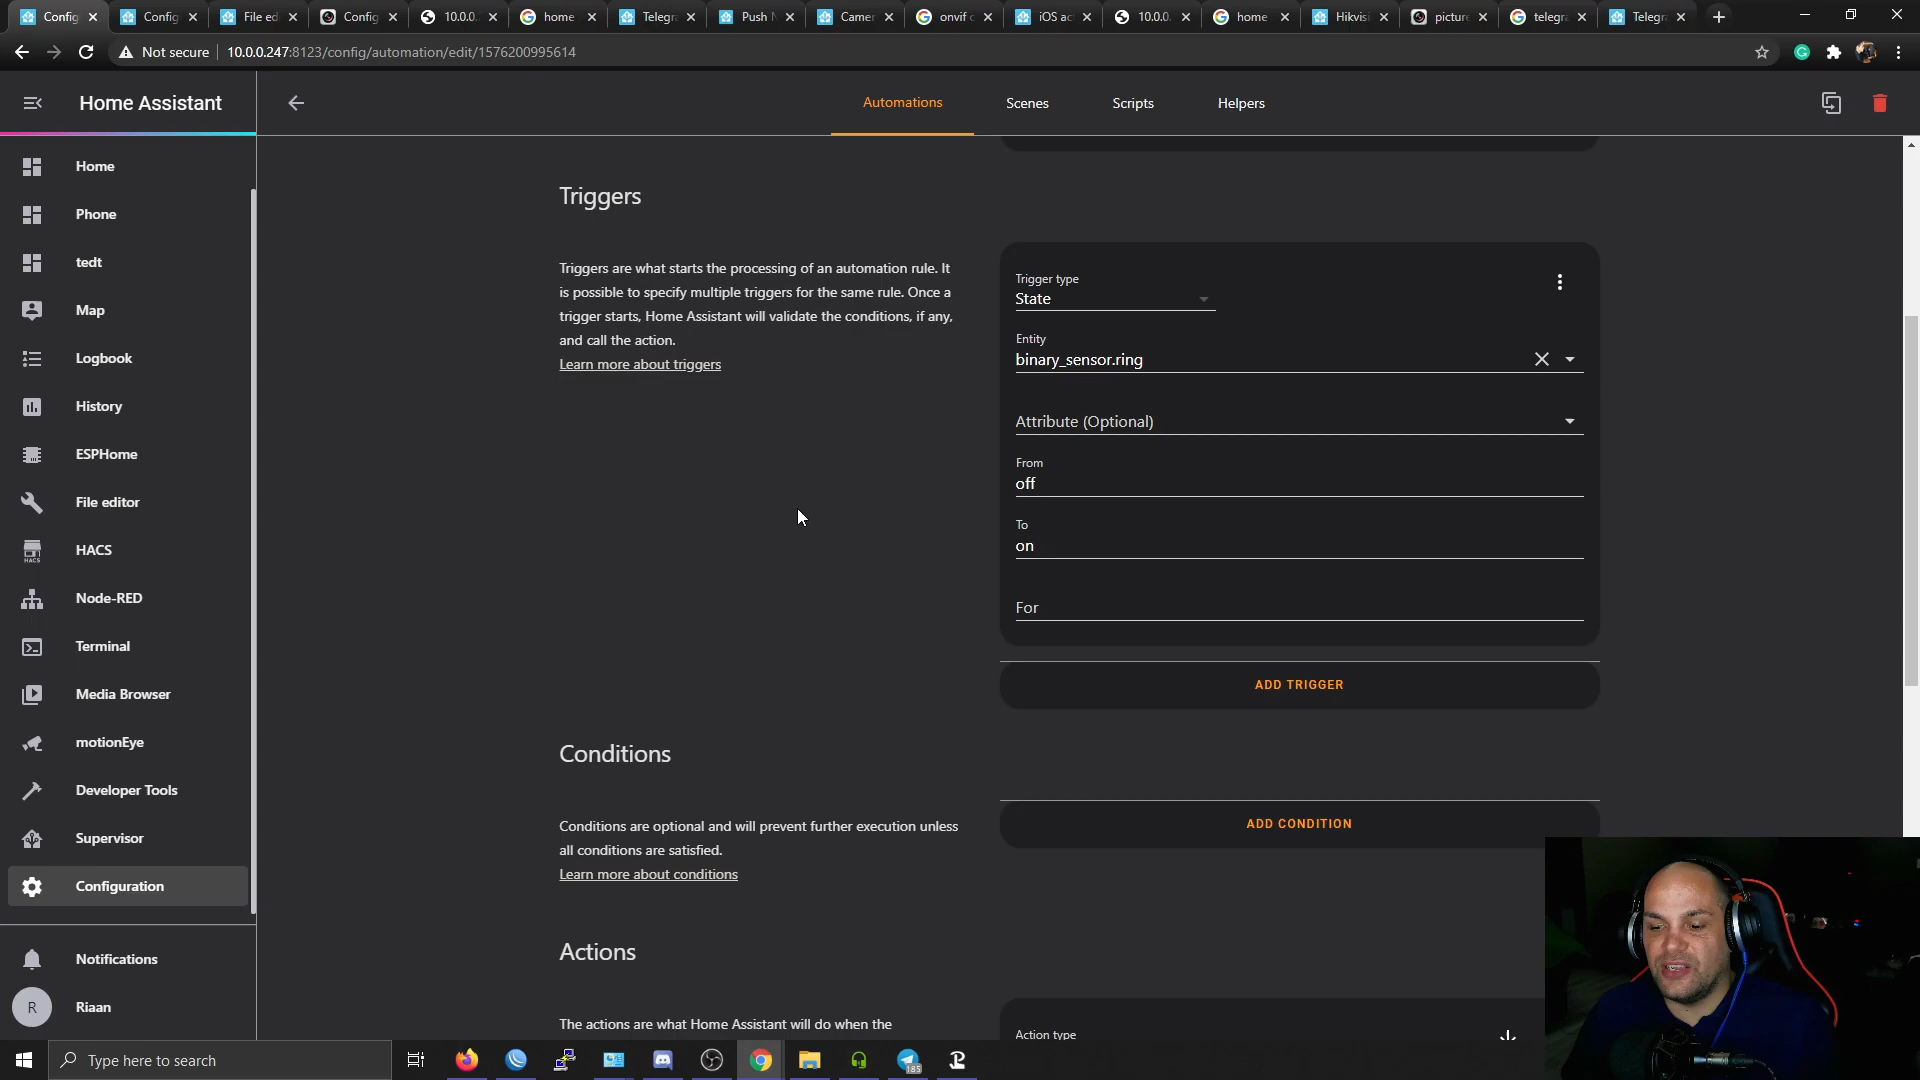 Config
Config
File ed
Config
10.0.0.
home
Telegra
Push N
Camer
onvif c
iOS ac
10.0.0.
home
Hikvisi
picture
telegra
Telegra
Not secure
10.0.0.247:8123/config/automation/edit/1576200995614
Home Assistant
Automations
Scenes
Scripts
Helpers
Home
Phone
tedt
Map
Logbook
History
ESPHome
File editor
HACS
HACS
Node-RED
Terminal
Media Browser
motionEye
Developer Tools
Supervisor
Configuration
Notifications
R
Riaan
Triggers
Triggers are what starts the processing of an automation rule. It
is possible to specify multiple triggers for the same rule. Once a
trigger starts, Home Assistant will validate the conditions, if any,
and call the action.
Learn more about triggers
Trigger type
State
Entity
binary_sensor.ring
Attribute (Optional)
From
off
To
on
For
ADD TRIGGER
Conditions
Conditions are optional and will prevent further execution unless
all conditions are satisfied.
Learn more about conditions
ADD CONDITION
Actions
The actions are what Home Assistant will do when the
Action type
Type here to search
185